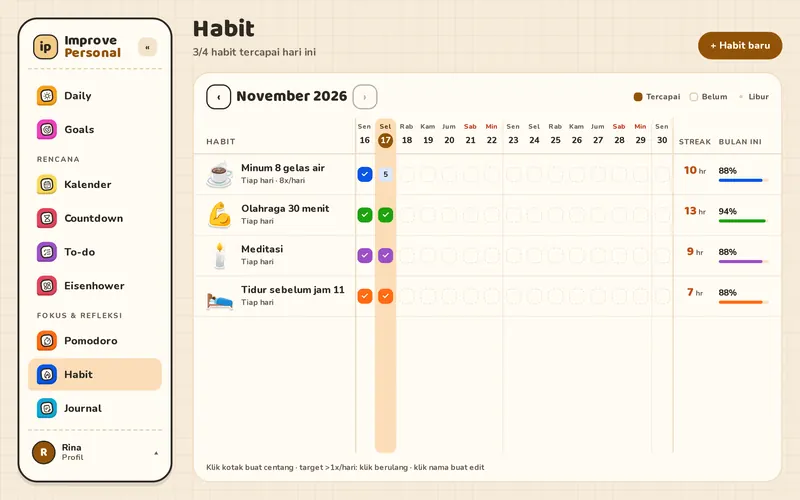 ip
Improve
Personal
«
Daily
Goals
RENCANA
Kalender
Countdown
To-do
Eisenhower
FOKUS & REFLEKSI
Pomodoro
Habit
Journal
R
Rina
Profil
Habit
3/4 habit tercapai hari ini
+ Habit baru
‹ November 2026 ›
Tercapai Belum Libur
Sen Sel Rab Kam Jum Sab Min Sen Sel Rab Kam Jum Sab Min Sen
HABIT 16 17 18 19 20 21 22 23 24 25 26 27 28 29 30 STREAK BULAN INI
Minum 8 gelas air
Tiap hari · 8x/hari
5
10 hr 88%
Olahraga 30 menit
Tiap hari
13 hr 94%
Meditasi
Tiap hari
9 hr 88%
Tidur sebelum jam 11
Tiap hari
7 hr 88%
Klik kotak buat centang · target >1x/hari: klik berulang · klik nama buat edit